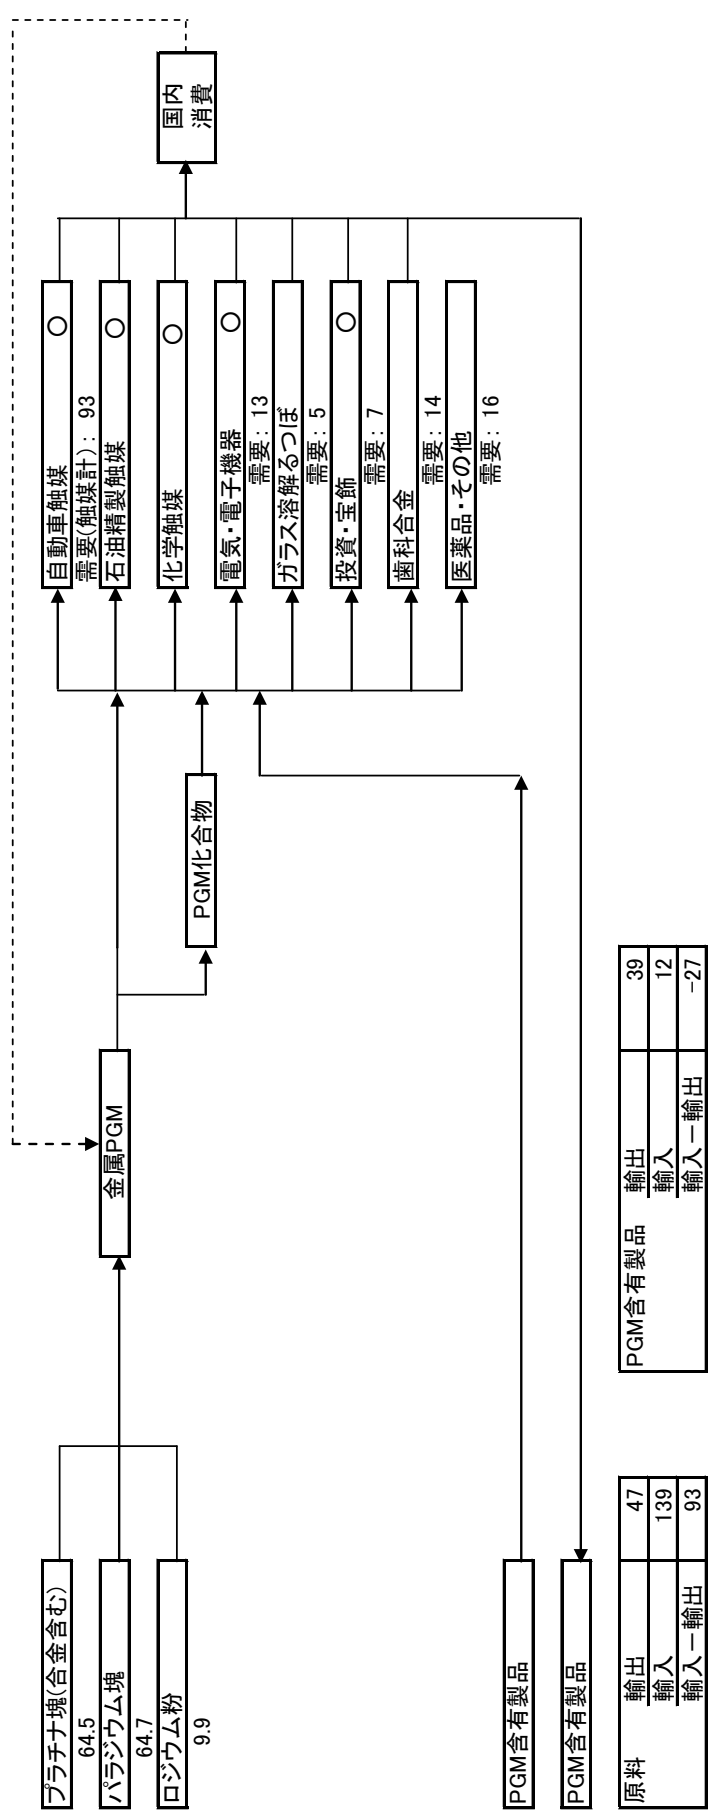 プラチナ塊(合金含む)
64.5
パラジウム塊
64.7
ロジウム粉
9.9
PGM含有製品
PGM含有製品
金属PGM
PGM化合物
自動車触媒 ○
需要(触媒計): 93
石油精製触媒 ○
化学触媒 ○
電気・電子機器 ○
需要: 13
ガラス溶解るつぼ
需要: 5
投資・宝飾 ○
需要: 7
歯科合金
需要: 14
医薬品・その他
需要: 16
国内
消費
原料 輸出 47
輸入 139
輸入ー輸出 93
PGM含有製品 輸出 39
輸入 12
輸入ー輸出 -27